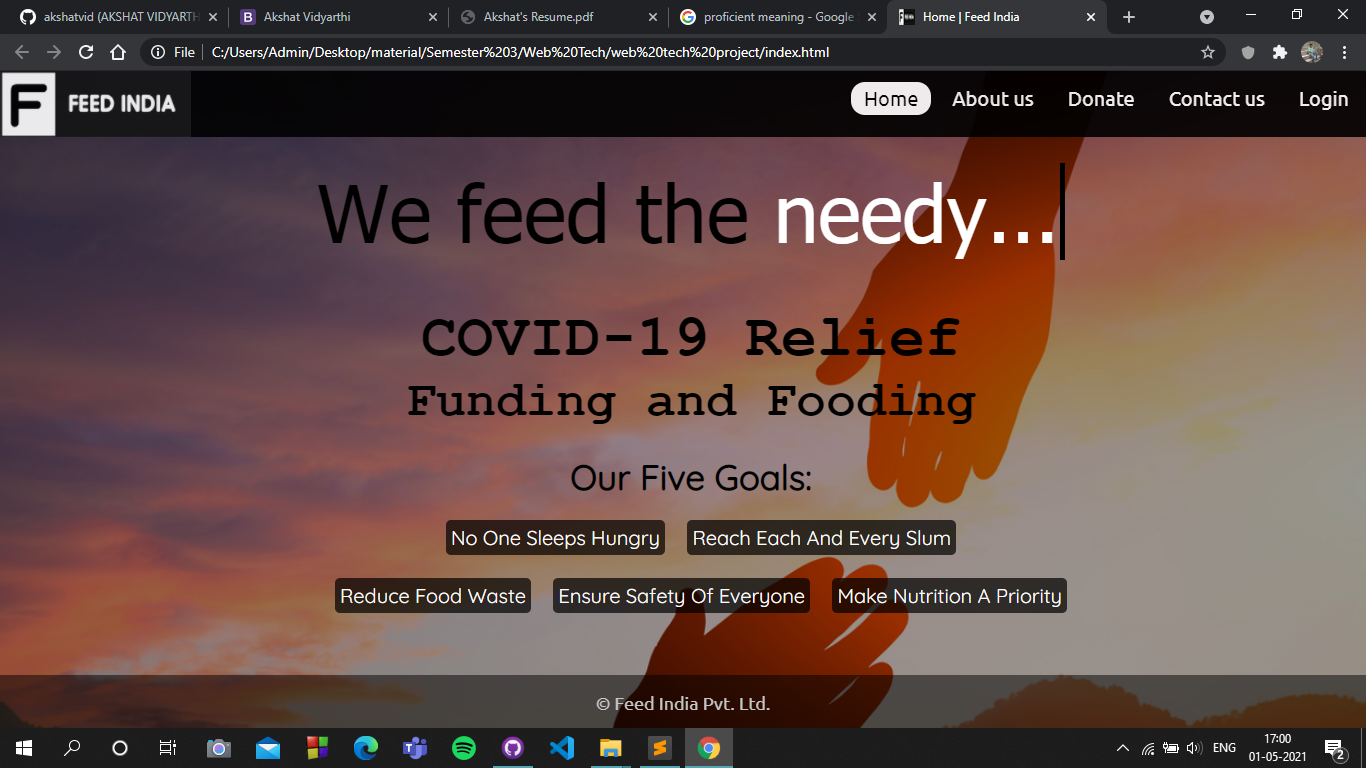 akshatvid (AKSHAT VIDYARTH
Akshat Vidyarthi
Akshat's Resume.pdf
proficient meaning - Google
Home | Feed India
File
C:/Users/Admin/Desktop/material/Semester%203/Web%20Tech/web%20tech%20project/index.html
F
FEED INDIA
Home
About us
Donate
Contact us
Login
We feed the needy...
COVID-19 Relief
Funding and Fooding
Our Five Goals:
No One Sleeps Hungry
Reach Each And Every Slum
Reduce Food Waste
Ensure Safety Of Everyone
Make Nutrition A Priority
© Feed India Pvt. Ltd.
ENG
17:00
01-05-2021
2